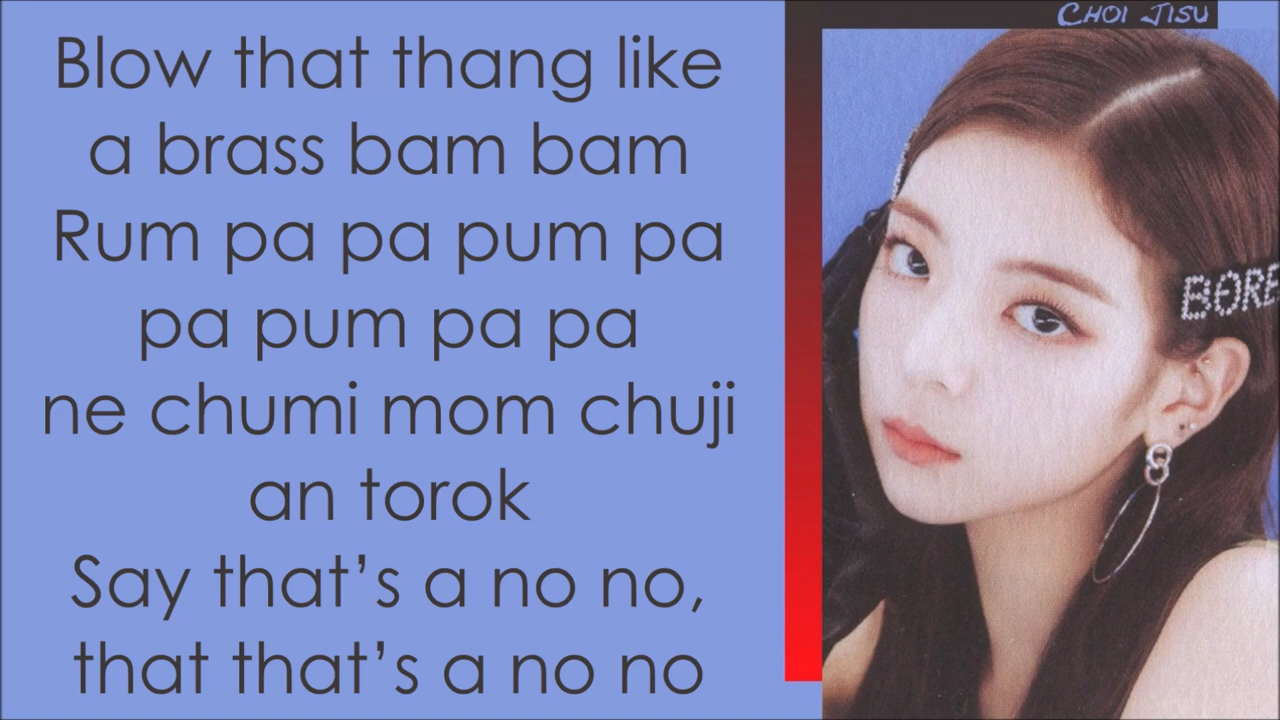 Blow that thang like
a brass bam bam
Rum pa pa pum pa
pa pum pa pa
ne chumi mom chuji
an torok
Say that’s a no no,
that that’s a no no
CHOI JISU
BORE